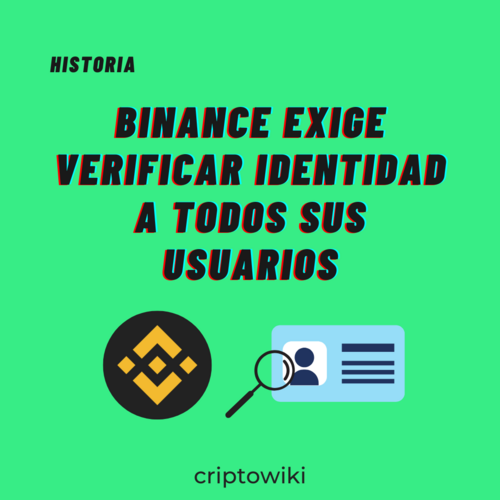 HISTORIA
BINANCE EXIGE
VERIFICAR IDENTIDAD
A TODOS SUS
USUARIOS
criptowiki